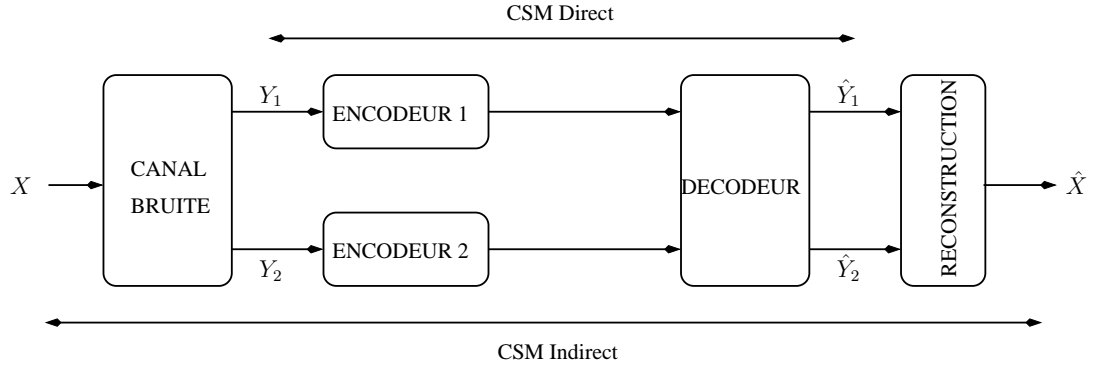 CSM Direct
Y₁
ENCODEUR 1
Ŷ₁
X
CANAL
BRUITE
DECODEUR
RECONSTRUCTION
X̂
Y₂
ENCODEUR 2
Ŷ₂
CSM Indirect